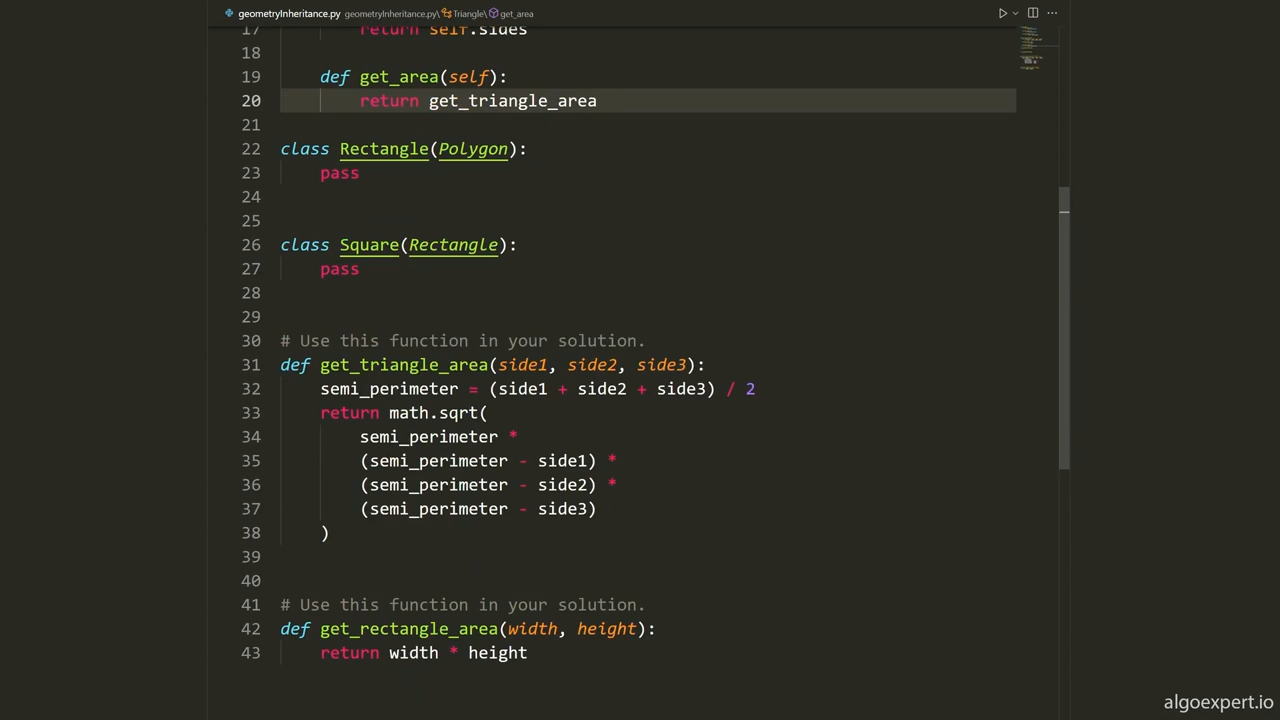 geometryInheritance.py geometryInheritance.py\Triangle\get_area
17 return self.sides
18
19 def get_area(self):
20 return get_triangle_area
21
22 class Rectangle(Polygon):
23 pass
24
25
26 class Square(Rectangle):
27 pass
28
29
30 # Use this function in your solution.
31 def get_triangle_area(side1, side2, side3):
32 semi_perimeter = (side1 + side2 + side3) / 2
33 return math.sqrt(
34 semi_perimeter *
35 (semi_perimeter - side1) *
36 (semi_perimeter - side2) *
37 (semi_perimeter - side3)
38 )
39
40
41 # Use this function in your solution.
42 def get_rectangle_area(width, height):
43 return width * height
algoexpert.io